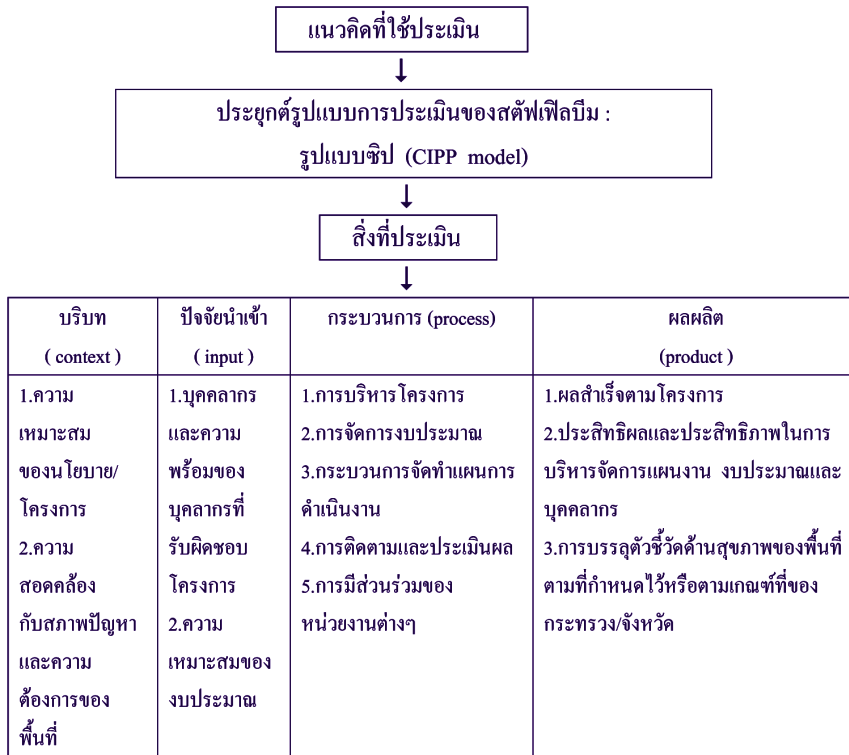 แนวคิดที่ใช้ประเมิน
ประยุกต์รูปแบบการประเมินของสตัฟเฟิลบีม :
รูปแบบซิป (CIPP model)
สิ่งที่ประเมิน
บริบท
( context )
1.ความ
เหมาะสม
ของนโยบาย/
โครงการ
2.ความ
สอดคล้อง
กับสภาพปัญหา
และความ
ต้องการของ
พื้นที่
ปัจจัยนำเข้า
( input )
1.บุคคลากร
และความ
พร้อมของ
บุคลากรที่
รับผิดชอบ
โครงการ
2.ความ
เหมาะสมของ
งบประมาณ
กระบวนการ (process)
1.การบริหารโครงการ
2.การจัดการงบประมาณ
3.กระบวนการจัดทำแผนการ
ดำเนินงาน
4.การติดตามและประเมินผล
5.การมีส่วนร่วมของ
หน่วยงานต่างๆ
ผลผลิต
(product )
1.ผลสำเร็จตามโครงการ
2.ประสิทธิผลและประสิทธิภาพในการ
บริหารจัดการแผนงาน งบประมาณและ
บุคคลากร
3.การบรรลุตัวชี้วัดด้านสุขภาพของพื้นที่
ตามที่กำหนดไว้หรือตามเกณฑ์ที่ของ
กระทรวง/จังหวัด